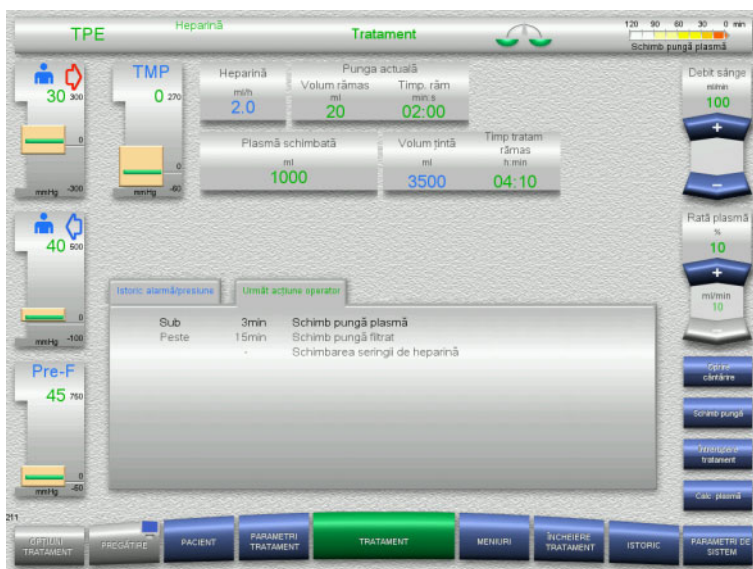 TPE
Heparină
Tratament
120 90 60 30 0 min
Schimb pungă plasmă
30 300
0
mmHg -300
TMP
0 270
0
mmHg -60
Heparină
ml/h
2.0
Punga actuală
Volum rămas
ml
20
Timp. răm
min:s
02:00
Plasmă schimbată
ml
1000
Volum țintă
ml
3500
Timp tratam
rămas
h:min
04:10
Debit sânge
ml/min
100
+
–
40 500
0
mmHg -100
Rată plasmă
%
10
+
ml/min
10
–
Pre-F
45 750
0
mmHg -50
Istoric alarmă/presiune
Următ acțiune operator
Sub 3min Schimb pungă plasmă
Peste 15min Schimb pungă filtrat
- Schimbarea seringii de heparină
Oprire
cântărire
Schimb pungă
Întrerupere
tratament
Calc. plasmă
211
OPȚIUNI
TRATAMENT
PREGĂTIRE
PACIENT
PARAMETRI
TRATAMENT
TRATAMENT
MENIURI
ÎNCHEIERE
TRATAMENT
ISTORIC
PARAMETRI DE
SISTEM